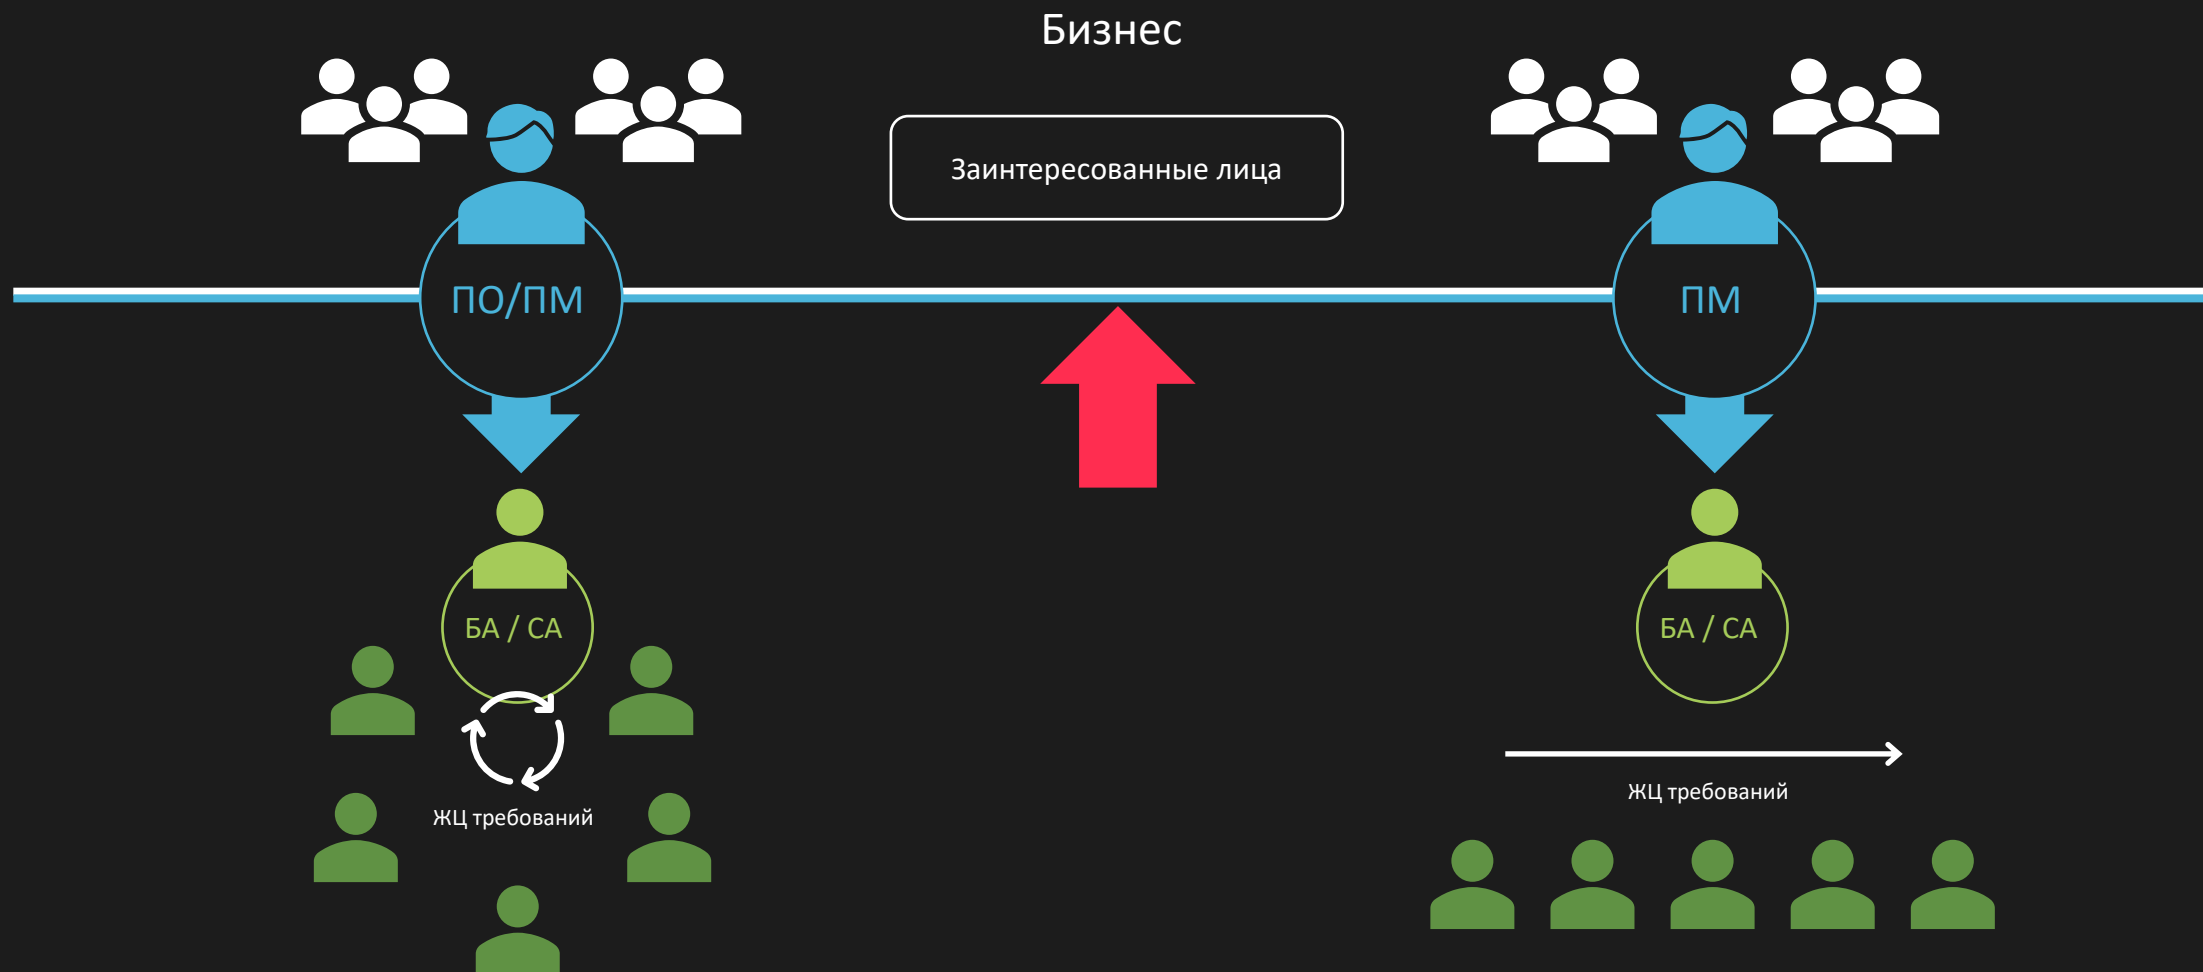 Бизнес
Заинтересованные лица
ПО/ПМ
ПМ
БА / СА
БА / СА
ЖЦ требований
ЖЦ требований